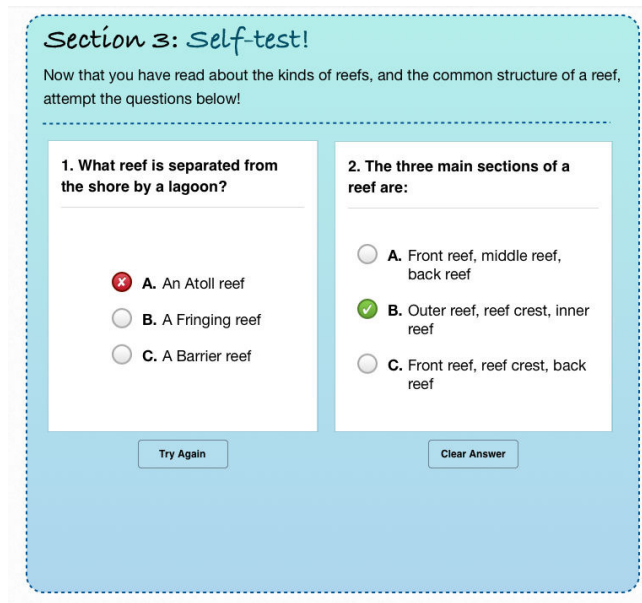 Section 3: Self-test!
Now that you have read about the kinds of reefs, and the common structure of a reef,
attempt the questions below!
1. What reef is separated from
the shore by a lagoon?
A. An Atoll reef
B. A Fringing reef
C. A Barrier reef
Try Again
2. The three main sections of a
reef are:
A. Front reef, middle reef,
back reef
B. Outer reef, reef crest, inner
reef
C. Front reef, reef crest, back
reef
Clear Answer